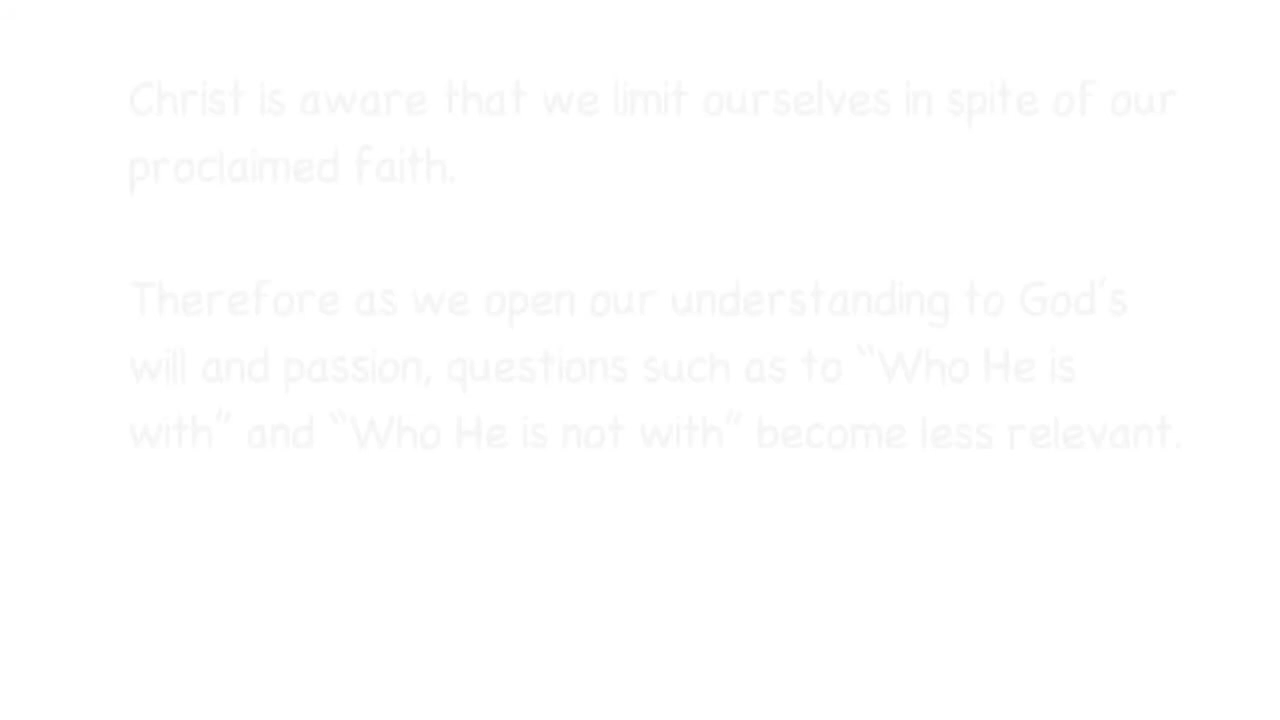 Christ is aware that we limit ourselves in spite of our
proclaimed faith.
Therefore as we open our understanding to God's
will and passion, questions such as to “Who He is
with” and “Who He is not with” become less relevant.